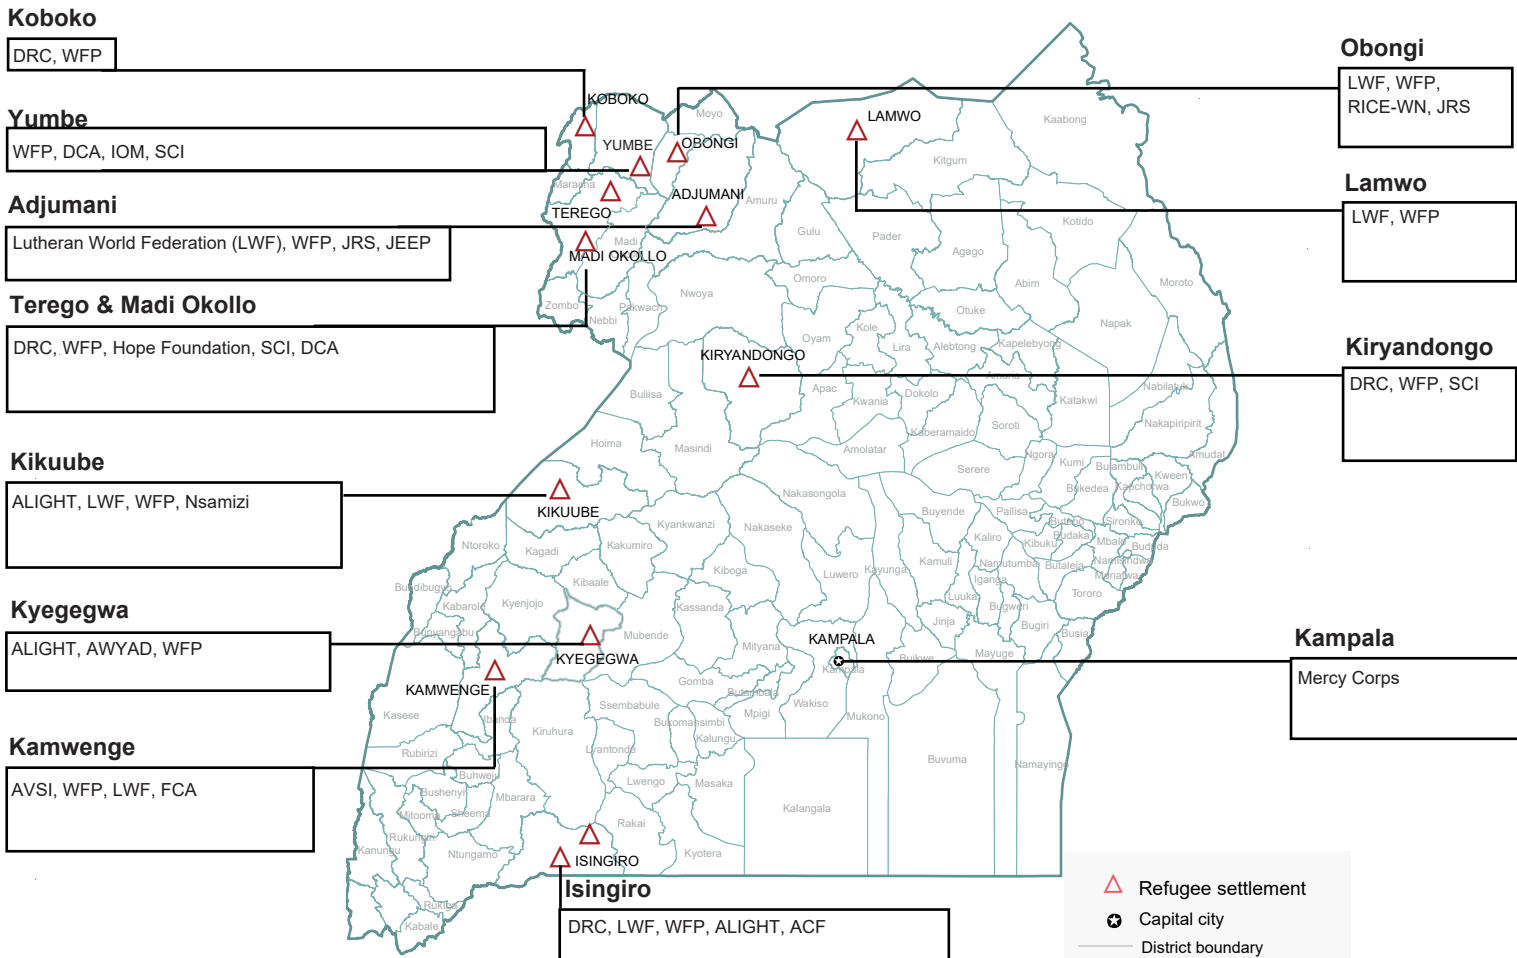 Koboko
DRC, WFP
Yumbe
WFP, DCA, IOM, SCI
Adjumani
Lutheran World Federation (LWF), WFP, JRS, JEEP
Terego & Madi Okollo
DRC, WFP, Hope Foundation, SCI, DCA
Kikuube
ALIGHT, LWF, WFP, Nsamizi
Kyegegwa
ALIGHT, AWYAD, WFP
Kamwenge
AVSI, WFP, LWF, FCA
Isingiro
DRC, LWF, WFP, ALIGHT, ACF
Obongi
LWF, WFP,
RICE-WN, JRS
Lamwo
LWF, WFP
Kiryandongo
DRC, WFP, SCI
Kampala
Mercy Corps
KOBOKO
Moyo
LAMWO
Kaabong
YUMBE
OBONGI
Kitgum
Maracha
ADJUMANI
Amuru
TEREGO
Kotido
Madi
Gulu
Pader
MADI OKOLLO
Agago
Omoro
Abim
Moroto
Zombo
Pakwach
Nwoya
Nebbi
Otuke
Napak
Kole
Oyam
Lira
Alebtong
Kapelebyong
KIRYANDONGO
Amuria
Buliisa
Apac
Dokolo
Nabilatuk
Kwania
Katakwi
Nakapiripirit
Soroti
Kaberamaido
Hoima
Masindi
Amolatar
Ngora
Kumi
Amudat
Serere
Bulambuli
Kween
Bukedea
Kapchorwa
Nakasongola
Bukwo
KIKUUBE
Buyende
Pallisa
Kyankwanzi
Nakaseke
Butebo
Sironko
Ntoroko
Kagadi
Kakumiro
Kaliro
Kibuku
Budaka
Mbale
Bududa
Kibaale
Kiboga
Luwero
Kayunga
Kamuli
Namutumba
Butaleja
Namisindwa
Manafwa
Bundibugyo
Iganga
Kabarole
Kyenjojo
Kassanda
Luuka
Bugweri
Tororo
Bunyangabu
Mubende
Jinja
Bugiri
Busia
Mityana
KAMPALA
KYEGEGWA
Buikwe
Mayuge
Kampala
KAMWENGE
Gomba
Butambala
Wakiso
Mukono
Kasese
Ibanda
Ssembabule
Mpigi
Bukomansimbi
Kiruhura
Kalungu
Rubirizi
Lyantonde
Buvuma
Namayingo
Buhweju
Lwengo
Masaka
Bushenyi
Mbarara
Kalangala
Mitooma
Sheema
Rakai
Rukungiri
Kanungu
Ntungamo
Kyotera
ISINGIRO
Rukiga
Kabale
Refugee settlement
Capital city
District boundary